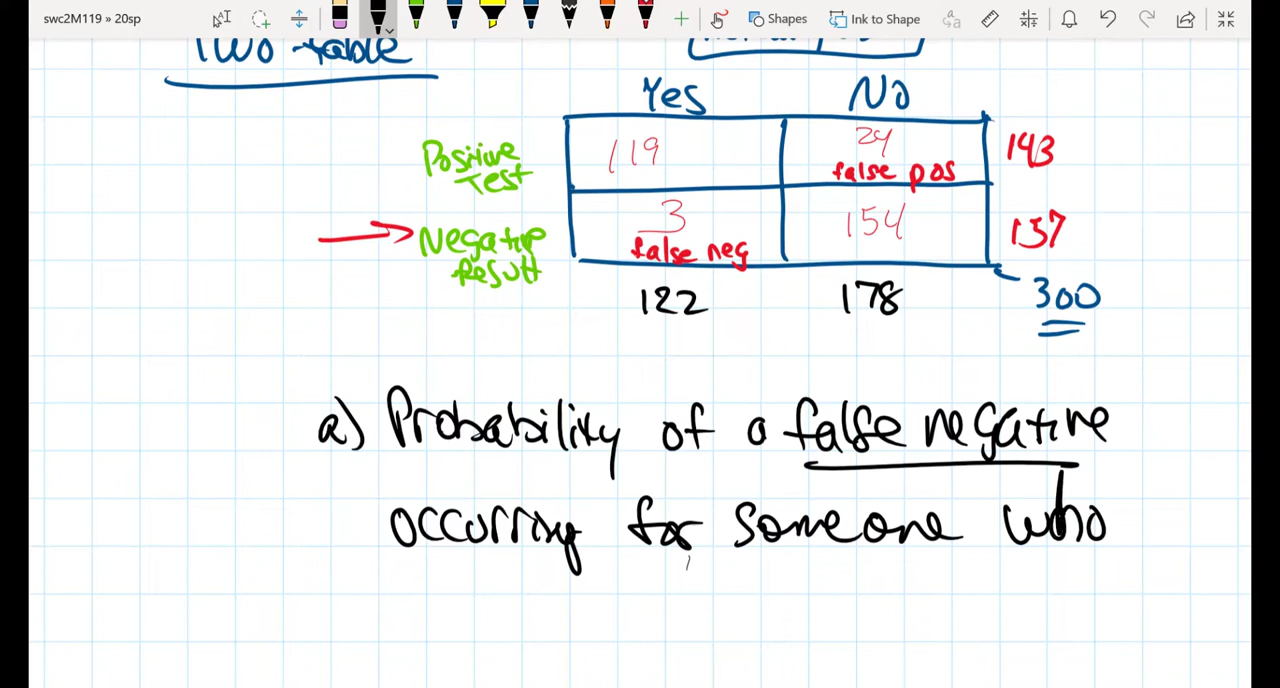 swc2M119 » 20sp
Shapes
Ink to Shape
Two table
Yes No
Positive Test 119 24 false pos 143
Negative Result 3 false neg 154 157
122 178 300
a) Probability of a false negative
occurring for someone who